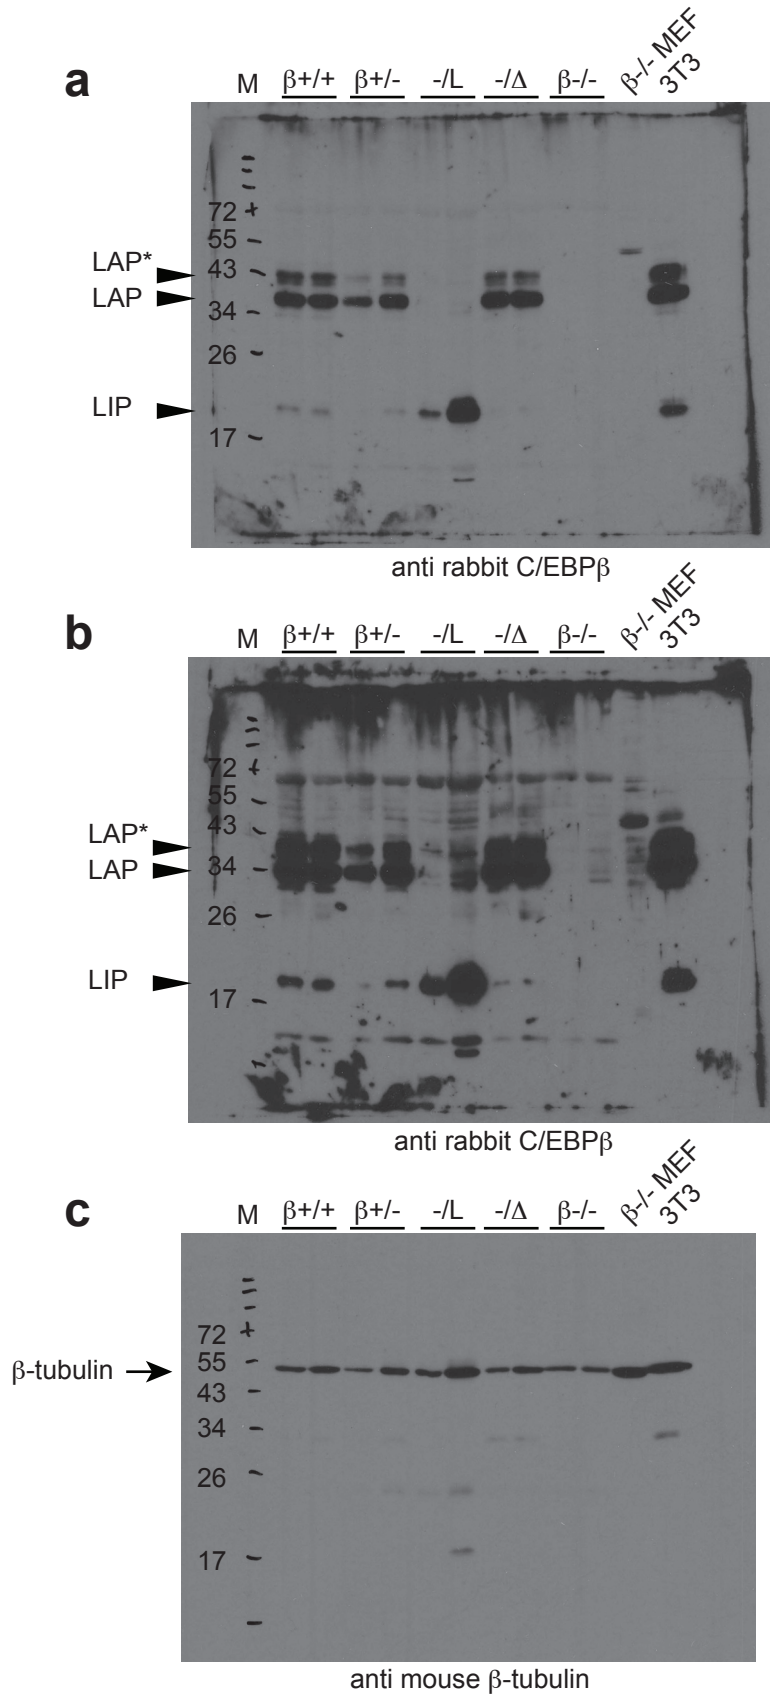 a
M β+/+ β+/- -/L -/Δ β-/- β-/- MEF 3T3
72
55
LAP*
43
LAP
34
26
LIP
17
anti rabbit C/EBPβ
b
M β+/+ β+/- -/L -/Δ β-/- β-/- MEF 3T3
72
55
43
LAP*
LAP
34
26
LIP
17
anti rabbit C/EBPβ
c
M β+/+ β+/- -/L -/Δ β-/- β-/- MEF 3T3
72
55
β-tubulin
43
34
26
17
anti mouse β-tubulin